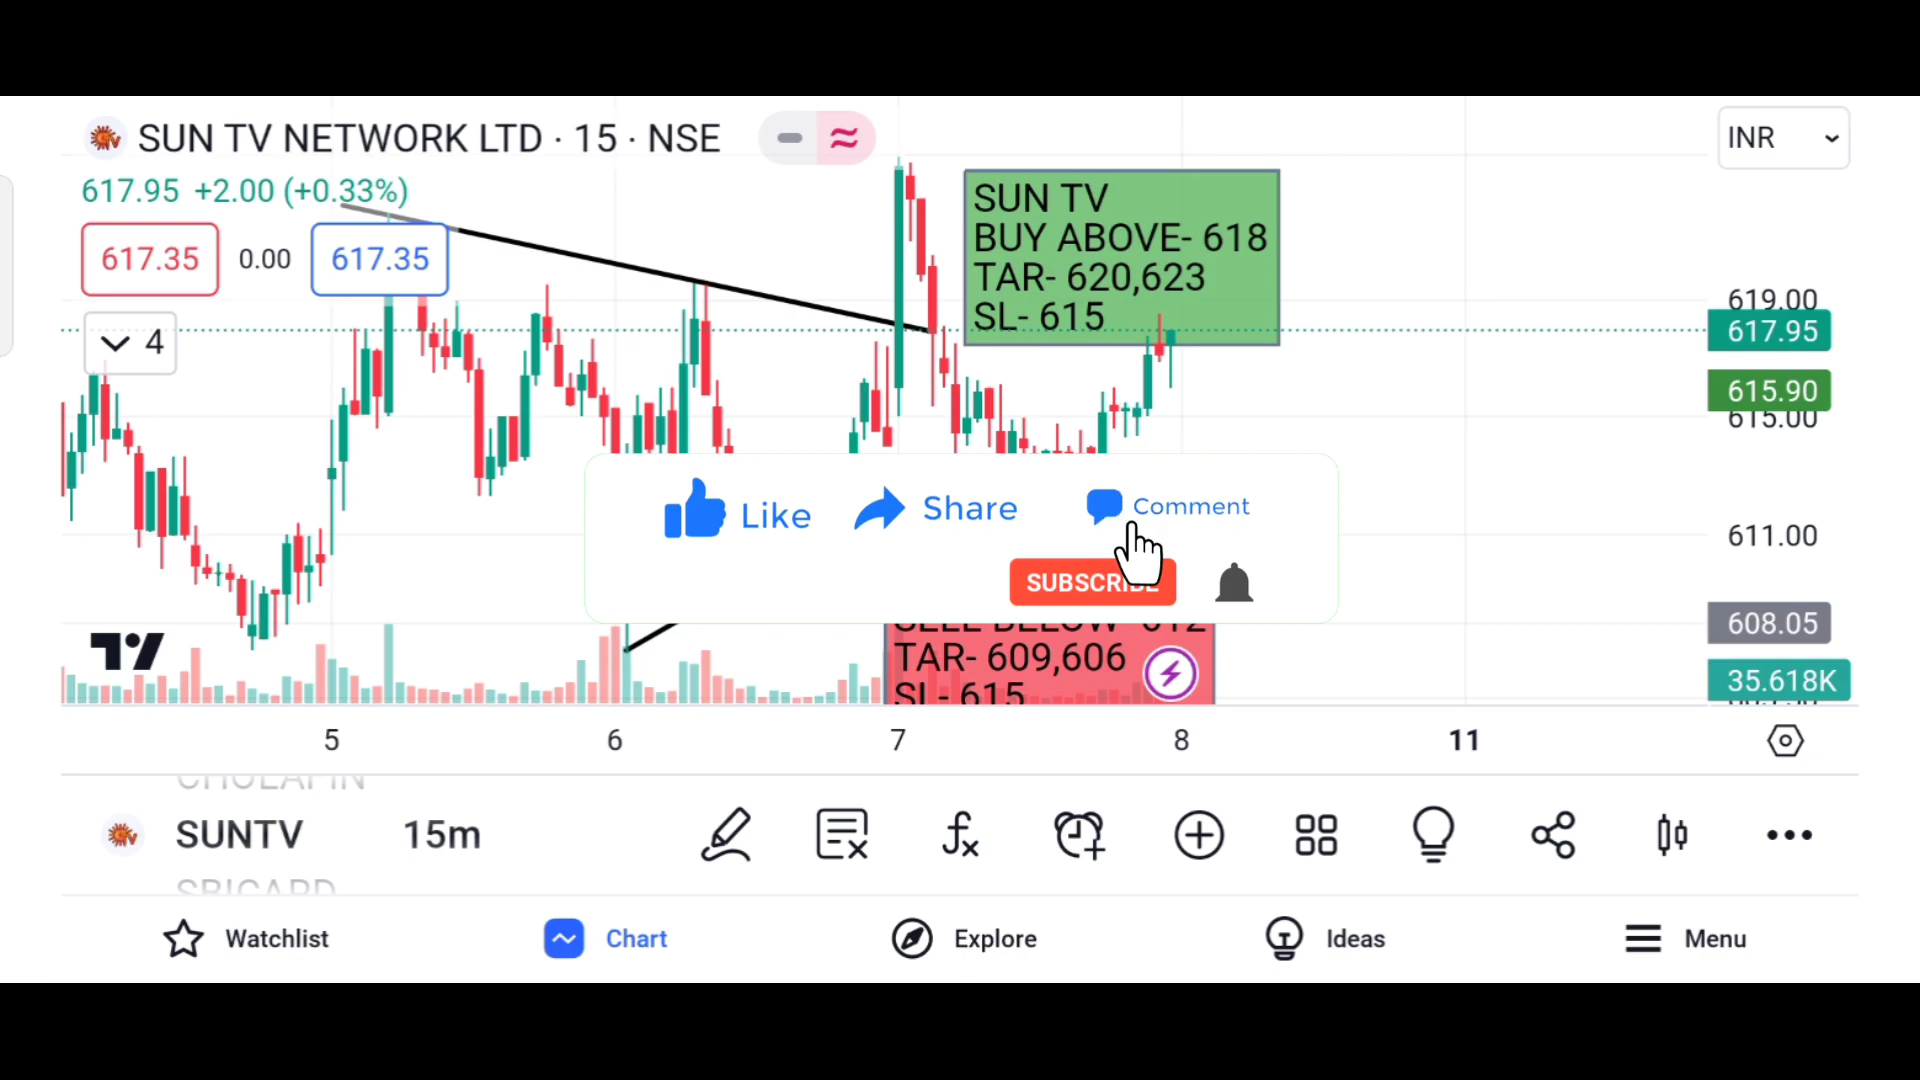 SUN TV NETWORK LTD · 15 · NSE
INR
617.95 +2.00 (+0.33%)
617.35 0.00 617.35
4
SUN TV
BUY ABOVE- 618
TAR- 620,623
SL- 615
619.00
617.95
615.90
615.00
611.00
608.05
35.618K
Like
Share
Comment
SUBSCRIBE
SELL BELOW- 612
TAR- 609,606
SL- 615
5 6 7 8 11
CHOLAFIN
SUNTV 15m
SBICARD
Watchlist
Chart
Explore
Ideas
Menu